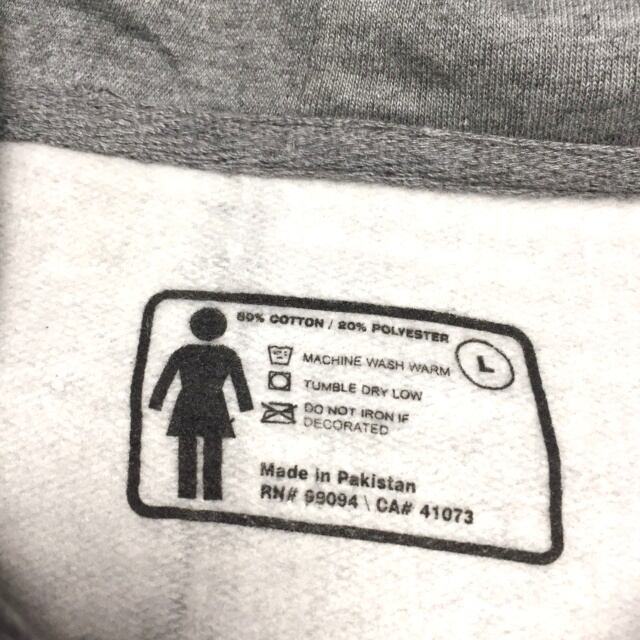 80% COTTON / 20% POLYESTER
L
MACHINE WASH WARM
TUMBLE DRY LOW
DO NOT IRON IF
DECORATED
Made in Pakistan
RN# 99094 \ CA# 41073